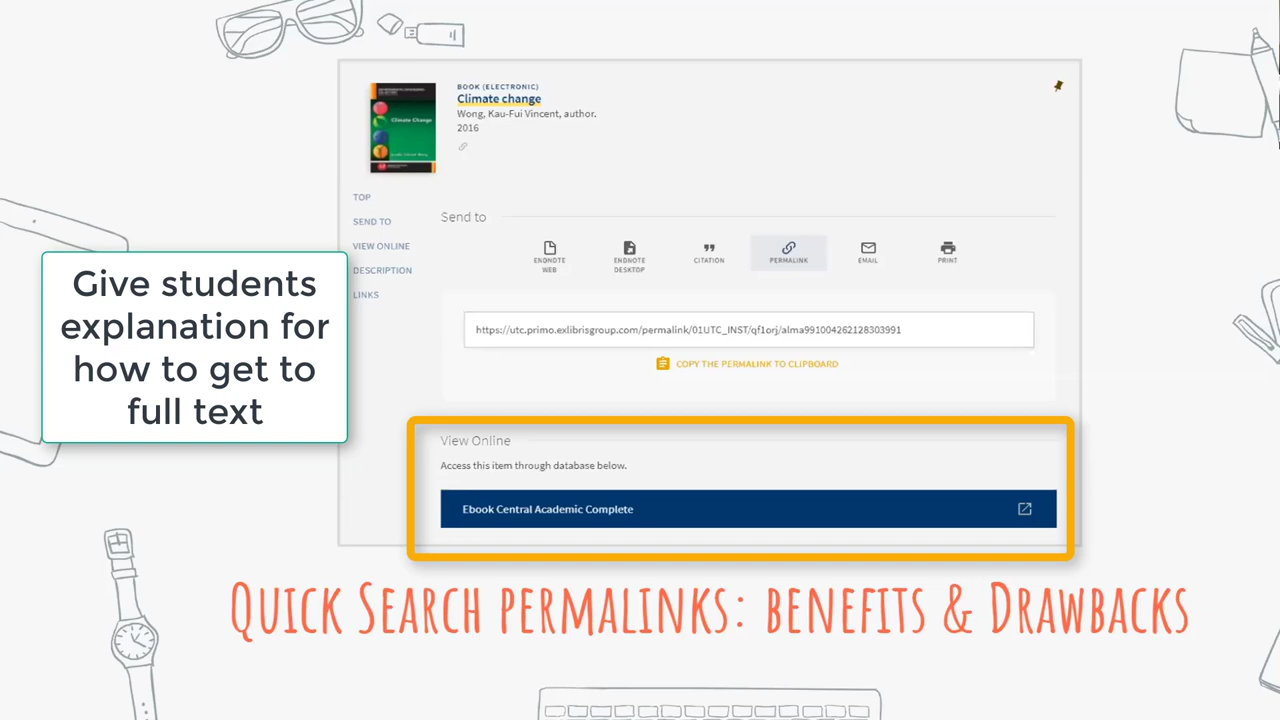 BOOK (ELECTRONIC)
Climate change
Wong, Kau-Fui Vincent, author.
2016
Climate Change
TOP
SEND TO
VIEW ONLINE
DESCRIPTION
LINKS
Send to
ENDNOTE WEB
ENDNOTE DESKTOP
CITATION
PERMALINK
EMAIL
PRINT
https://utc.primo.exlibrisgroup.com/permalink/01UTC_INST/qf1orj/alma991004262128303991
COPY THE PERMALINK TO CLIPBOARD
Give students
explanation for
how to get to
full text
View Online
Access this item through database below.
Ebook Central Academic Complete
Quick Search permalinks: benefits & Drawbacks